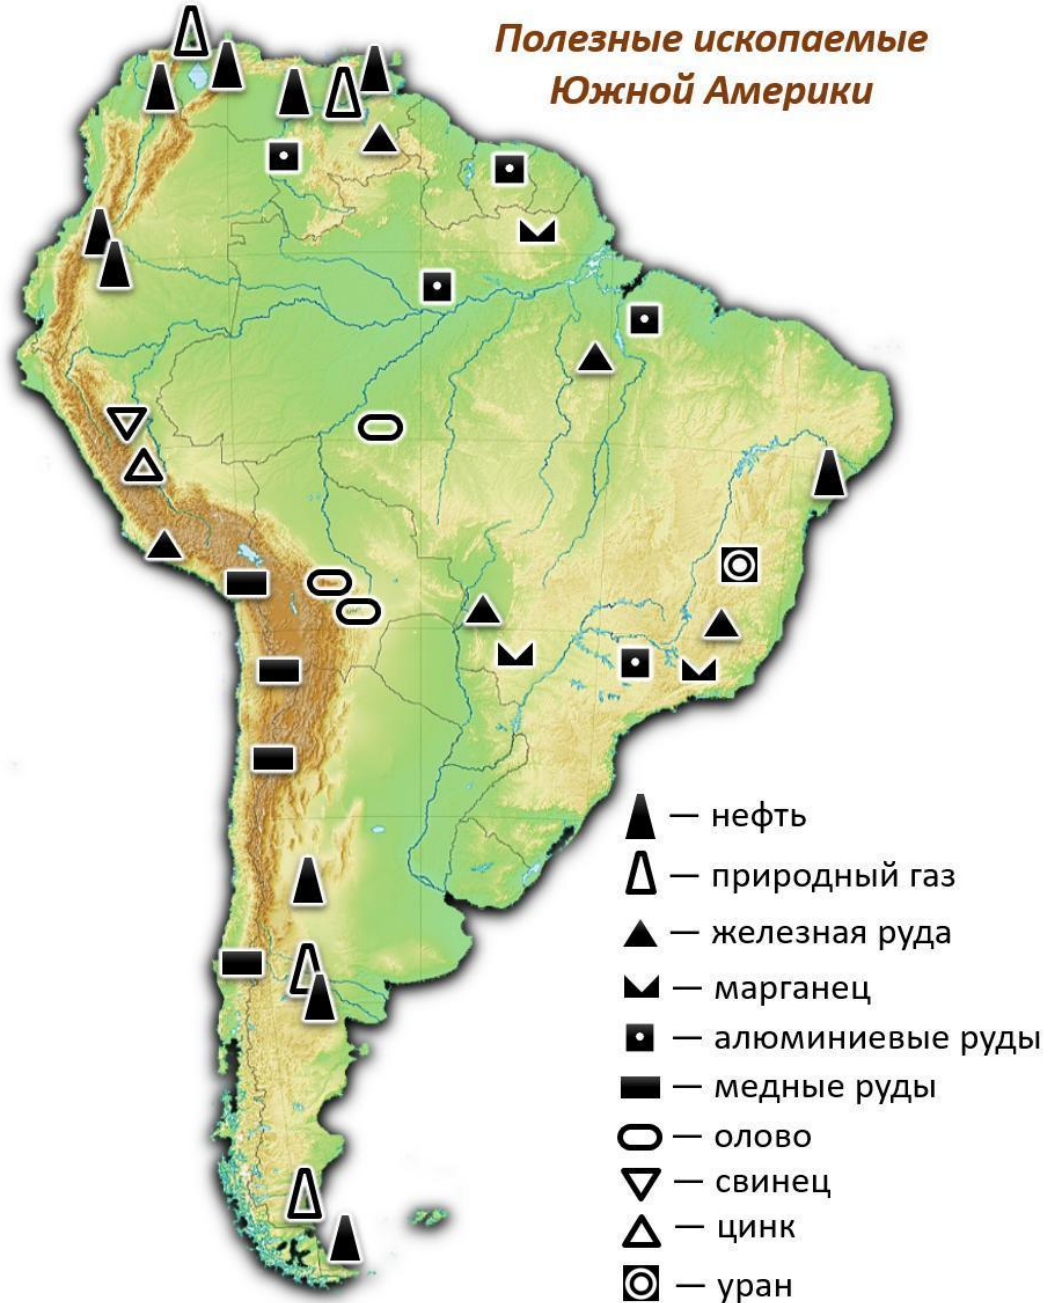 Полезные ископаемые
Южной Америки
— нефть
— природный газ
— железная руда
— марганец
— алюминиевые руды
— медные руды
— олово
— свинец
— цинк
— уран